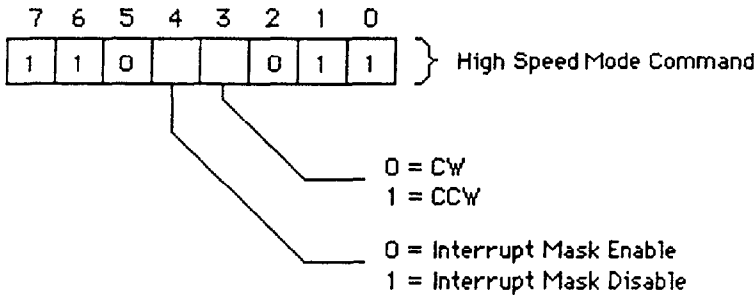 7 6 5 4 3 2 1 0
1 1 0 0 1 1 High Speed Mode Command
0 = CW
1 = CCW
0 = Interrupt Mask Enable
1 = Interrupt Mask Disable